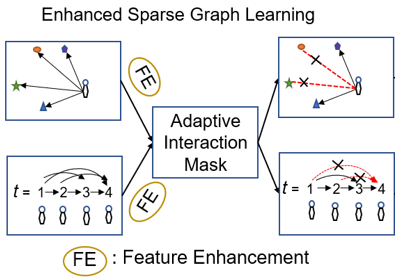 Enhanced Sparse Graph Learning
FE
Adaptive
Interaction
Mask
FE
t = 1 2 3 4
t = 1 2 3 4
FE : Feature Enhancement